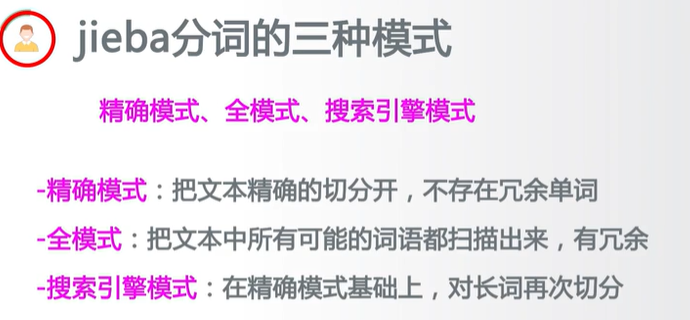 jieba分词的三种模式
精确模式、全模式、搜索引擎模式
-精确模式：把文本精确的切分开，不存在冗余单词
-全模式：把文本中所有可能的词语都扫描出来，有冗余
-搜索引擎模式：在精确模式基础上，对长词再次切分